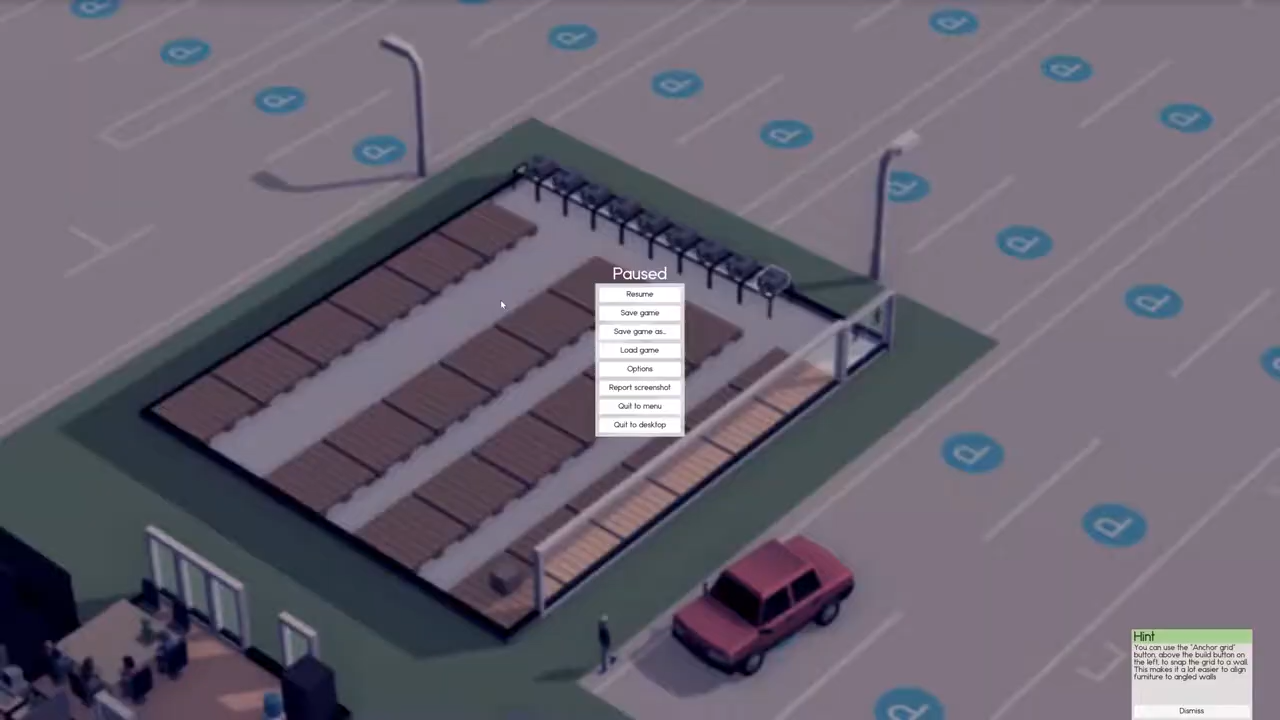 Paused
Resume
Save game
Save game as...
Load game
Options
Report screenshot
Quit to menu
Quit to desktop
Hint
You can use the "Anchor grid"
button, above the build button on
the left, to snap the grid to a wall.
This makes it a lot easier to align
furniture to angled walls
Dismiss